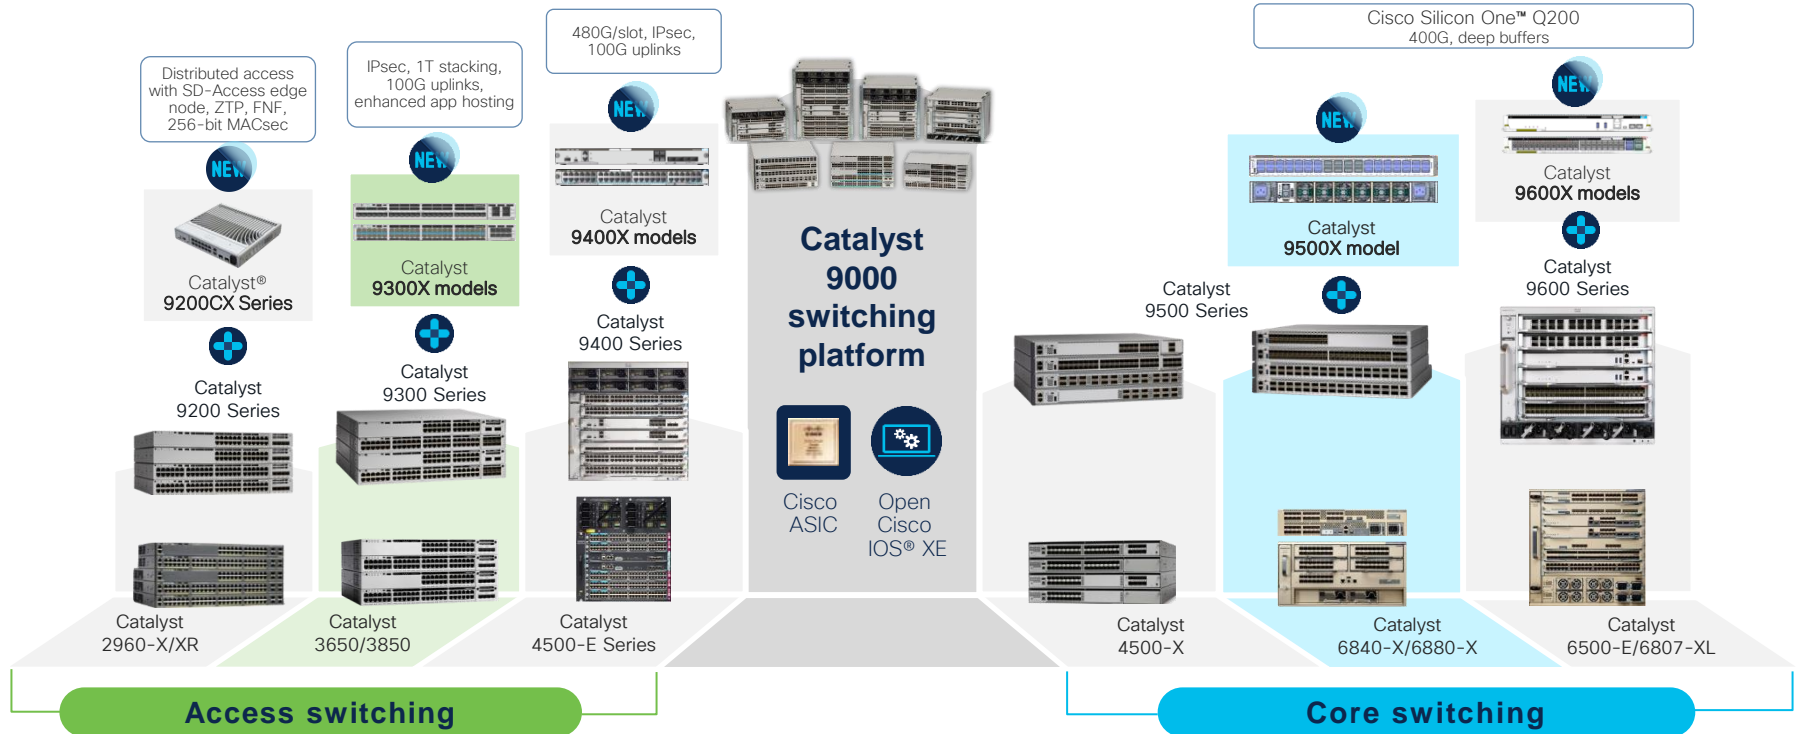 Distributed access
with SD-Access edge
node, ZTP, FNF,
256-bit MACsec
NEW
Catalyst®
9200CX Series
Catalyst
9200 Series
Catalyst
2960-X/XR
IPsec, 1T stacking,
100G uplinks,
enhanced app hosting
NEW
Catalyst
9300X models
Catalyst
9300 Series
Catalyst
3650/3850
480G/slot, IPsec,
100G uplinks
NEW
Catalyst
9400X models
Catalyst
9400 Series
Catalyst
4500-E Series
Access switching
Catalyst
9000
switching
platform
Cisco
ASIC
Open
Cisco
IOS® XE
Cisco Silicon One™ Q200
400G, deep buffers
Catalyst
9500 Series
Catalyst
4500-X
NEW
Catalyst
9500X model
Catalyst
6840-X/6880-X
NEW
Catalyst
9600X models
Catalyst
9600 Series
Catalyst
6500-E/6807-XL
Core switching